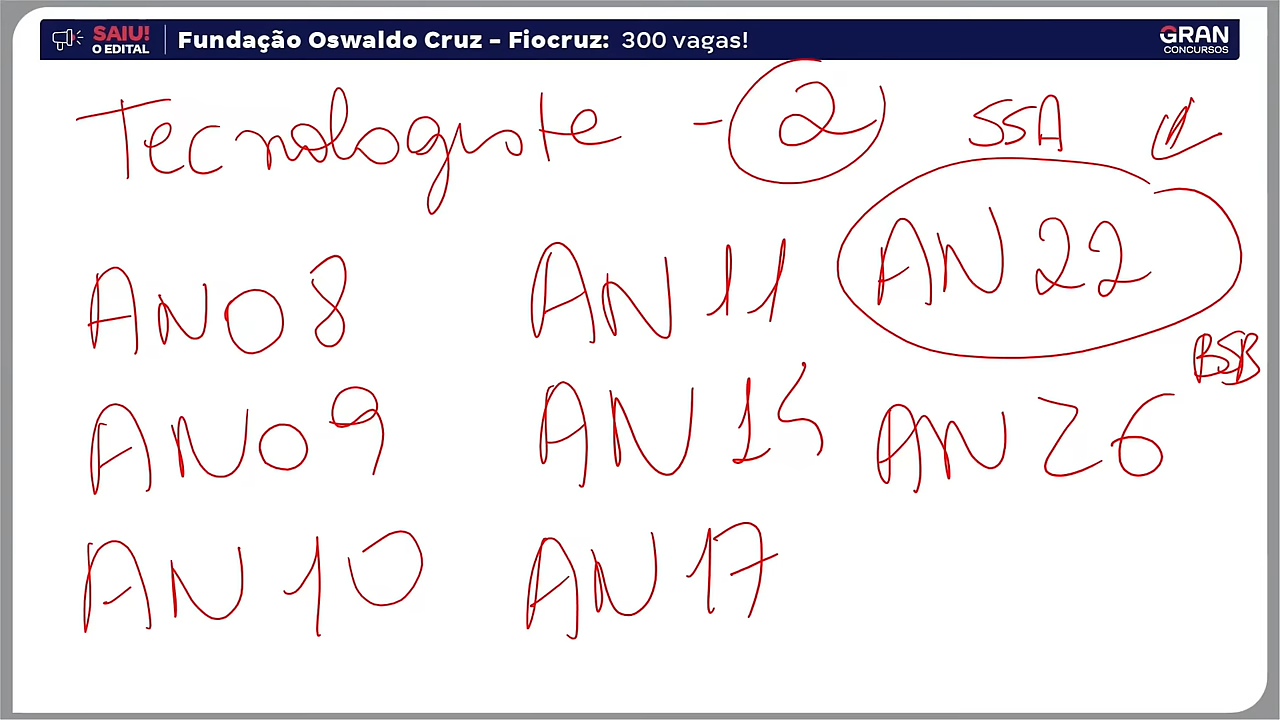 SAIU!
O EDITAL
Fundação Oswaldo Cruz – Fiocruz: 300 vagas!
GRAN
CONCURSOS
Tecnologista - 2
SSA
AN08 AN11 AN22
BSB
AN09 AN26
AN10 AN17